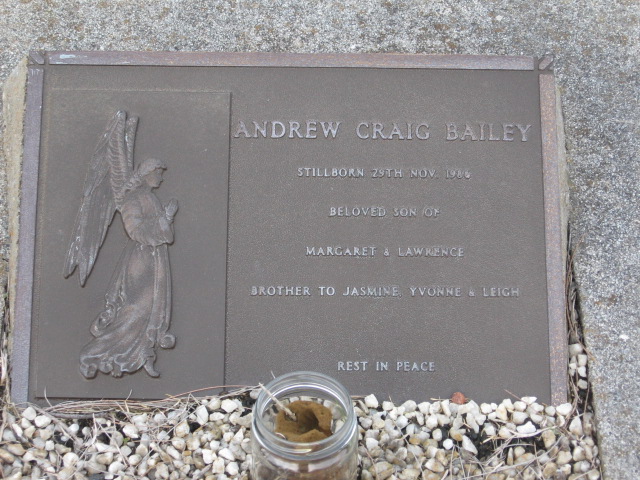 ANDREW CRAIG BAILEY
STILLBORN 29TH NOV. 1986
BELOVED SON OF
MARGARET & LAWRENCE
BROTHER TO JASMINE, YVONNE & LEIGH
REST IN PEACE